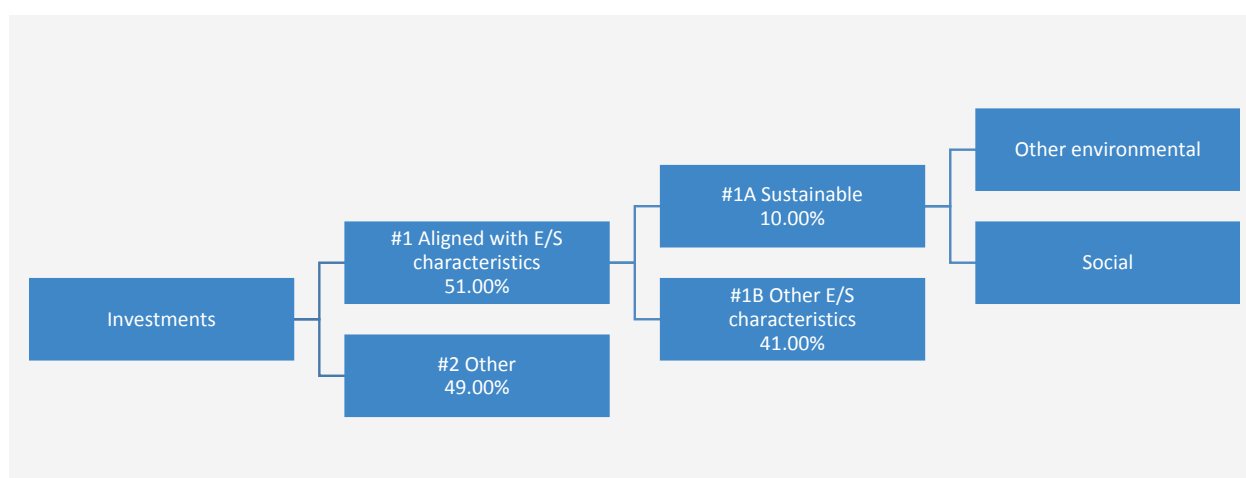 Investments
#1 Aligned with E/S
characteristics
51.00%
#2 Other
49.00%
#1A Sustainable
10.00%
#1B Other E/S
characteristics
41.00%
Other environmental
Social